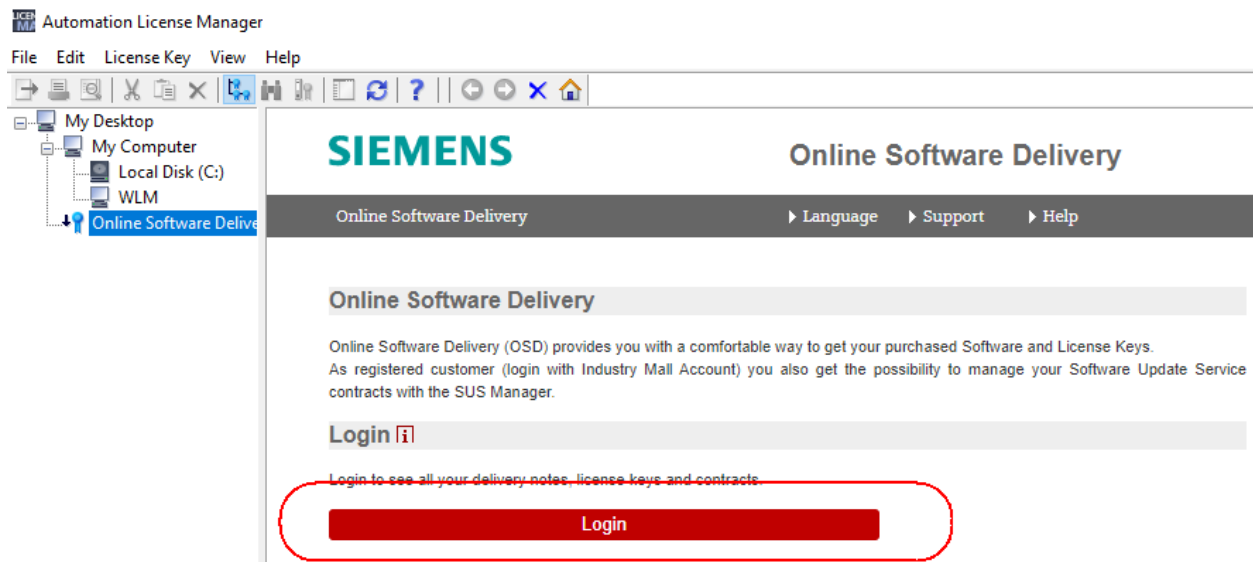 Automation License Manager
File Edit License Key View Help
My Desktop
My Computer
Local Disk (C:)
WLM
Online Software Delive
SIEMENS
Online Software Delivery
Online Software Delivery
Language Support Help
Online Software Delivery
Online Software Delivery (OSD) provides you with a comfortable way to get your purchased Software and License Keys.
As registered customer (login with Industry Mall Account) you also get the possibility to manage your Software Update Service
contracts with the SUS Manager.
Login
Login to see all your delivery notes, license keys and contracts.
Login